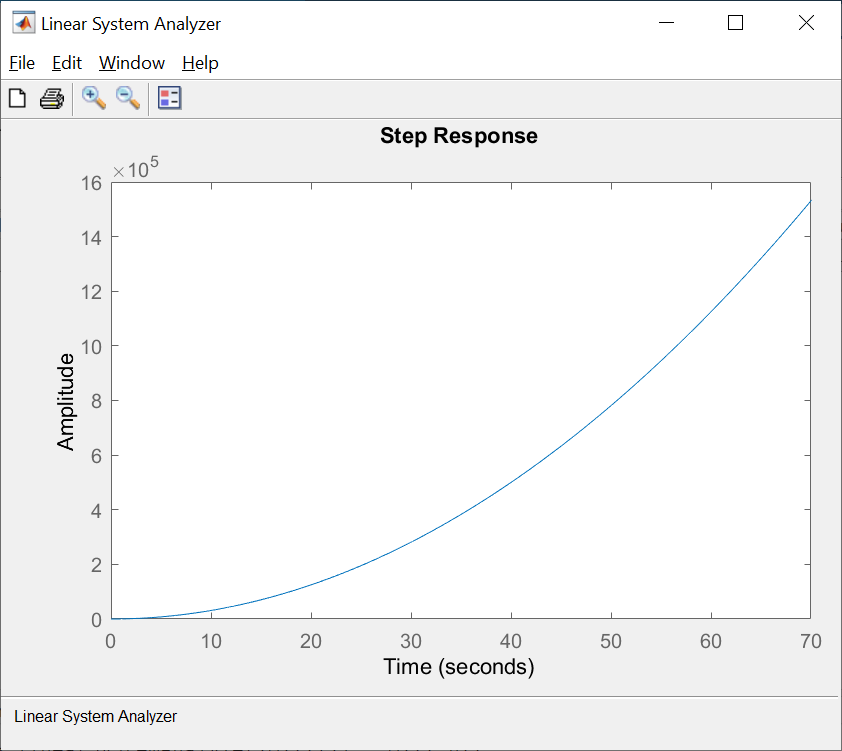 Linear System Analyzer
File Edit Window Help
Step Response
×10^5
16
14
12
10
8
6
4
2
0
Amplitude
0 10 20 30 40 50 60 70
Time (seconds)
Linear System Analyzer